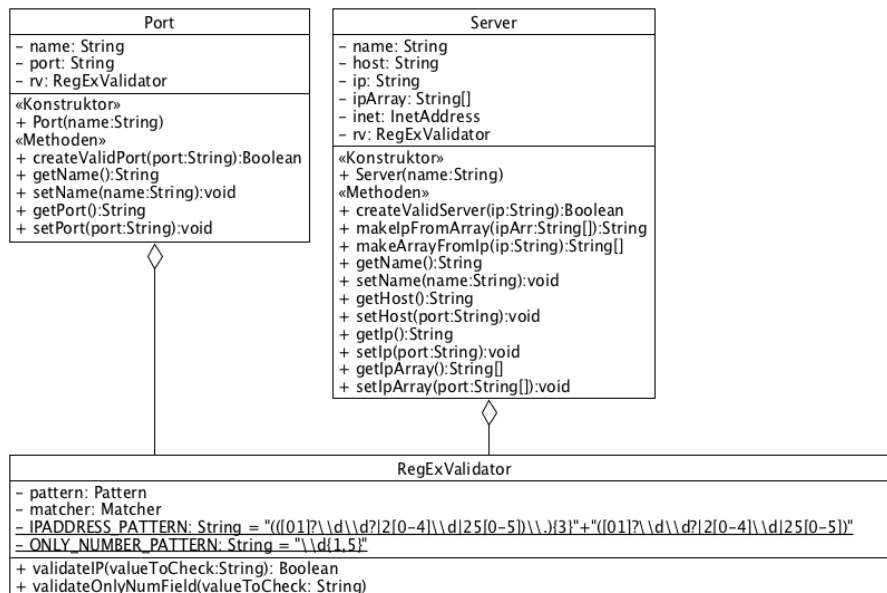 Port
– name: String
– port: String
– rv: RegExValidator
«Konstruktor»
+ Port(name:String)
«Methoden»
+ createValidPort(port:String):Boolean
+ getName():String
+ setName(name:String):void
+ getPort():String
+ setPort(port:String):void
Server
– name: String
– host: String
– ip: String
– ipArray: String[]
– inet: InetAddress
– rv: RegExValidator
«Konstruktor»
+ Server(name:String)
«Methoden»
+ createValidServer(ip:String):Boolean
+ makeIpFromArray(ipArr:String[]):String
+ makeArrayFromIp(ip:String):String[]
+ getName():String
+ setName(name:String):void
+ getHost():String
+ setHost(port:String):void
+ getIp():String
+ setIp(port:String):void
+ getIpArray():String[]
+ setIpArray(port:String[]):void
RegExValidator
– pattern: Pattern
– matcher: Matcher
– IPADDRESS_PATTERN: String = "(([01]?\\d\\d?|2[0-4]\\d|25[0-5])\\.){3}"+"([01]?\\d\\d?|2[0-4]\\d|25[0-5])"
– ONLY_NUMBER_PATTERN: String = "\\d{1,5}"
+ validateIP(valueToCheck:String): Boolean
+ validateOnlyNumField(valueToCheck: String)